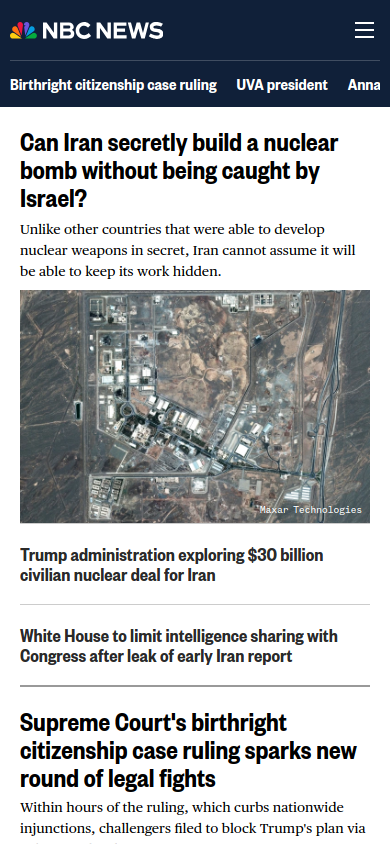 NBC NEWS
Birthright citizenship case ruling UVA president Anna
Can Iran secretly build a nuclear
bomb without being caught by
Israel?
Unlike other countries that were able to develop
nuclear weapons in secret, Iran cannot assume it will
be able to keep its work hidden.
Maxar Technologies
Trump administration exploring $30 billion
civilian nuclear deal for Iran
White House to limit intelligence sharing with
Congress after leak of early Iran report
Supreme Court's birthright
citizenship case ruling sparks new
round of legal fights
Within hours of the ruling, which curbs nationwide
injunctions, challengers filed to block Trump's plan via